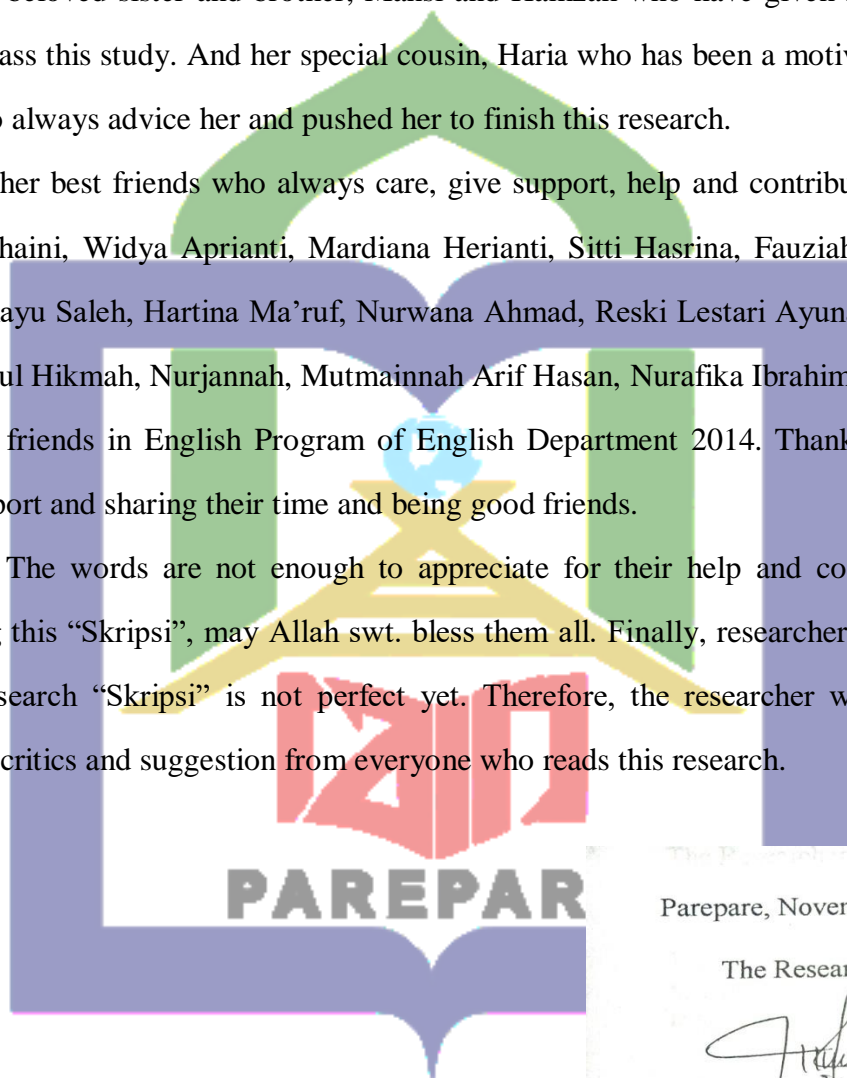 beloved sister and brother, Mansi and Hamzah who have given
ass this study. And her special cousin, Haria who has been a motiv
always advice her and pushed her to finish this research.
her best friends who always care, give support, help and contribu
haini, Widya Aprianti, Mardiana Herianti, Sitti Hasrina, Fauziah
ayu Saleh, Hartina Ma’ruf, Nurwana Ahmad, Reski Lestari Ayun
ul Hikmah, Nurjannah, Mutmainnah Arif Hasan, Nurafika Ibrahim
friends in English Program of English Department 2014. Thank
port and sharing their time and being good friends.
The words are not enough to appreciate for their help and co
g this “Skripsi”, may Allah swt. bless them all. Finally, researcher
search “Skripsi” is not perfect yet. Therefore, the researcher w
critics and suggestion from everyone who reads this research.
iain
PAREPAR
Parepare, Nover
The Resear